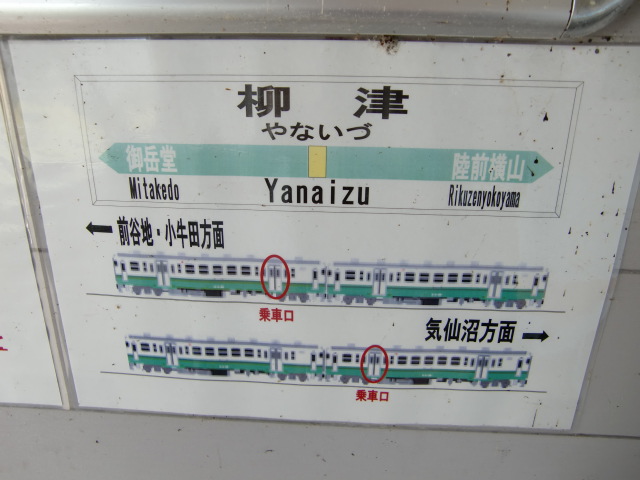 柳津
やないづ
御岳堂 陸前横山
Mitakedo Yanaizu Rikuzenyokoyama
← 前谷地・小牛田方面
乗車口
気仙沼方面 →
乗車口